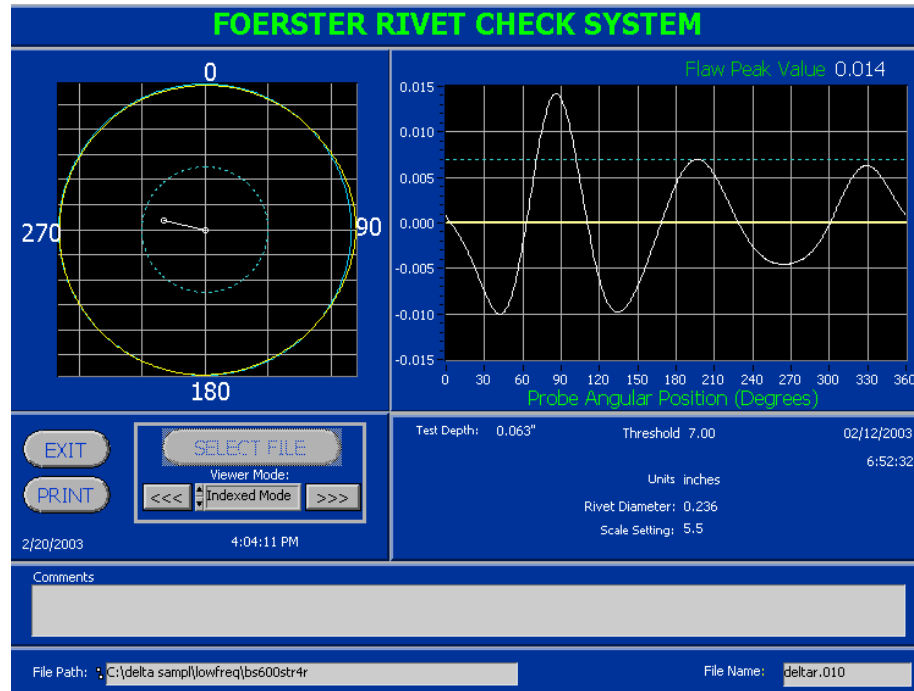 FOERSTER RIVET CHECK SYSTEM
0
270
90
180
Flaw Peak Value 0.014
0.015
0.010
0.005
0.000
-0.005
-0.010
-0.015
0 30 60 90 120 150 180 210 240 270 300 330 360
Probe Angular Position (Degrees)
EXIT
PRINT
SELECT FILE
Viewer Mode:
<<< Indexed Mode >>>
2/20/2003 4:04:11 PM
Test Depth: 0.063" Threshold 7.00 02/12/2003
6:52:32
Units inches
Rivet Diameter: 0.236
Scale Setting: 5.5
Comments
File Path: C:\delta sampl\lowfreq\bs600str4r File Name: deltar.010